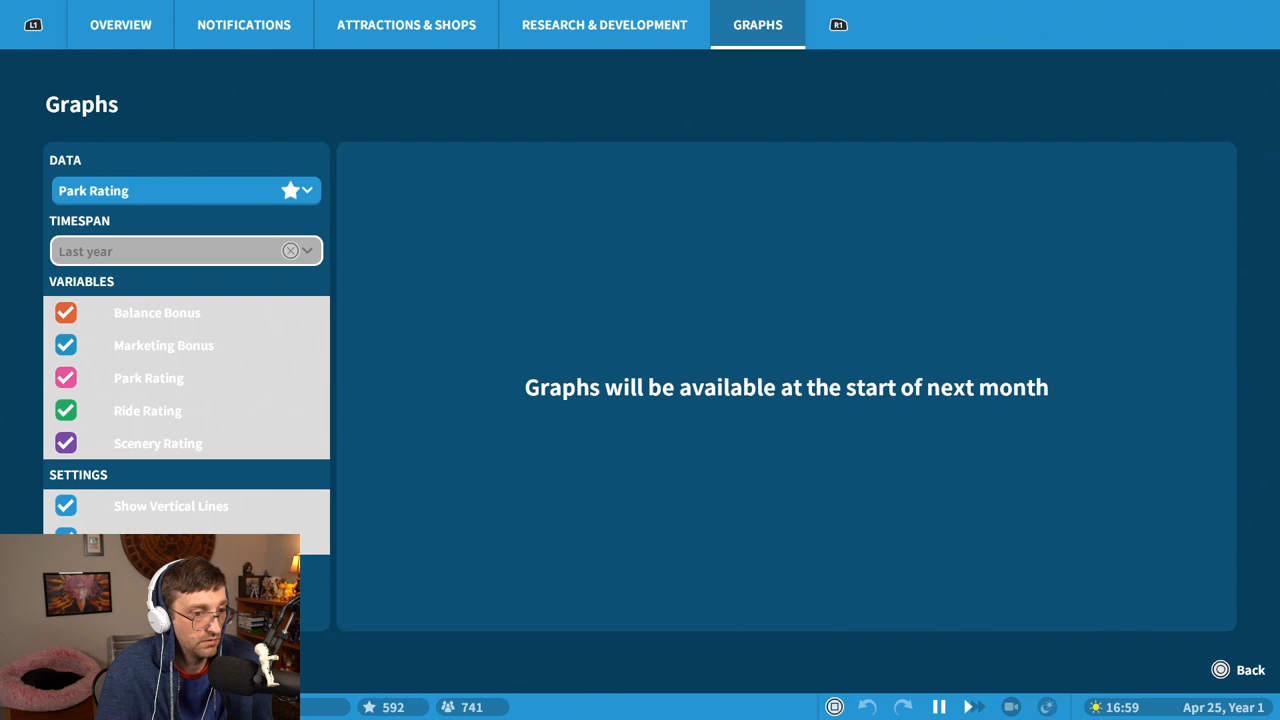 L1
OVERVIEW
NOTIFICATIONS
ATTRACTIONS & SHOPS
RESEARCH & DEVELOPMENT
GRAPHS
R1
Graphs
DATA
Park Rating
TIMESPAN
Last year
VARIABLES
Balance Bonus
Marketing Bonus
Park Rating
Ride Rating
Scenery Rating
SETTINGS
Show Vertical Lines
Graphs will be available at the start of next month
Back
592
741
16:59
Apr 25, Year 1